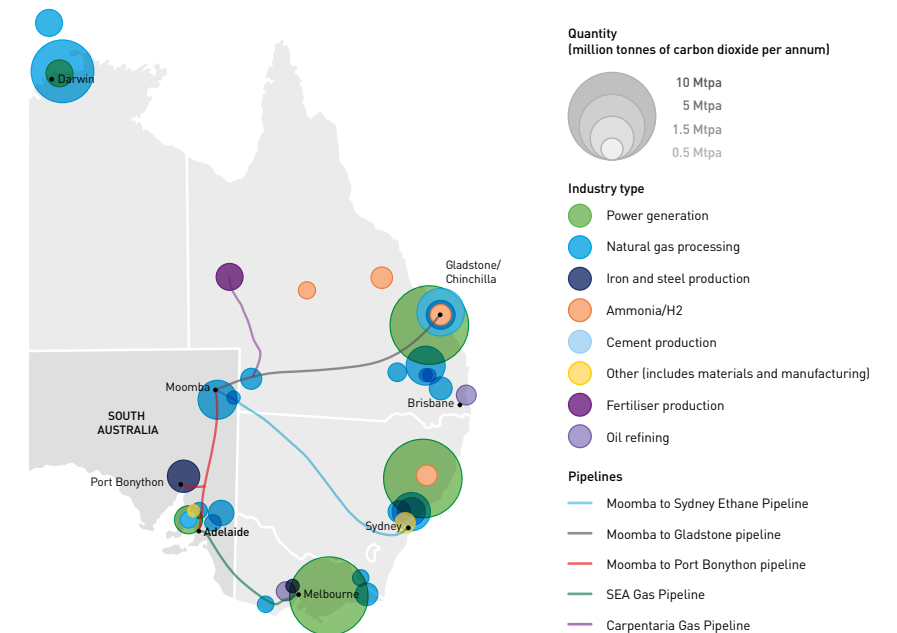 Darwin
Gladstone/
Chinchilla
Moomba
Brisbane
SOUTH
AUSTRALIA
Port Bonython
Sydney
Adelaide
Melbourne
Quantity
(million tonnes of carbon dioxide per annum)
10 Mtpa
5 Mtpa
1.5 Mtpa
0.5 Mtpa
Industry type
Power generation
Natural gas processing
Iron and steel production
Ammonia/H2
Cement production
Other (includes materials and manufacturing)
Fertiliser production
Oil refining
Pipelines
Moomba to Sydney Ethane Pipeline
Moomba to Gladstone pipeline
Moomba to Port Bonython pipeline
SEA Gas Pipeline
Carpentaria Gas Pipeline